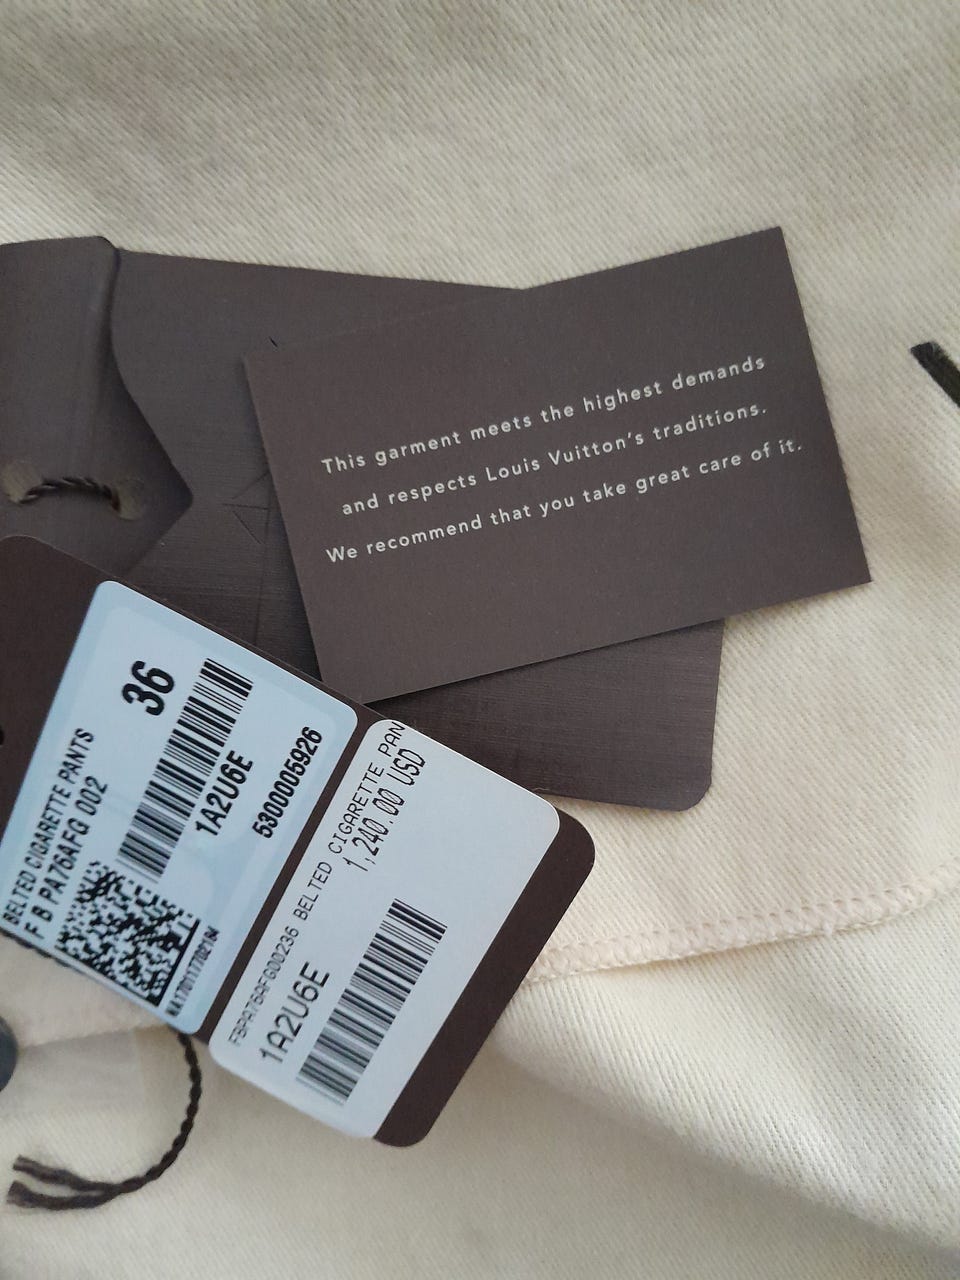 This garment meets the highest demands
and respects Louis Vuitton's traditions.
We recommend that you take great care of it.
36
BELTED CIGARETTE PANTS
F B PA76AFG 002
1A2U6E
5300005926
FBPA76AFG00236 BELTED CIGARETTE PAN
1,240.00 USD
1A2U6E